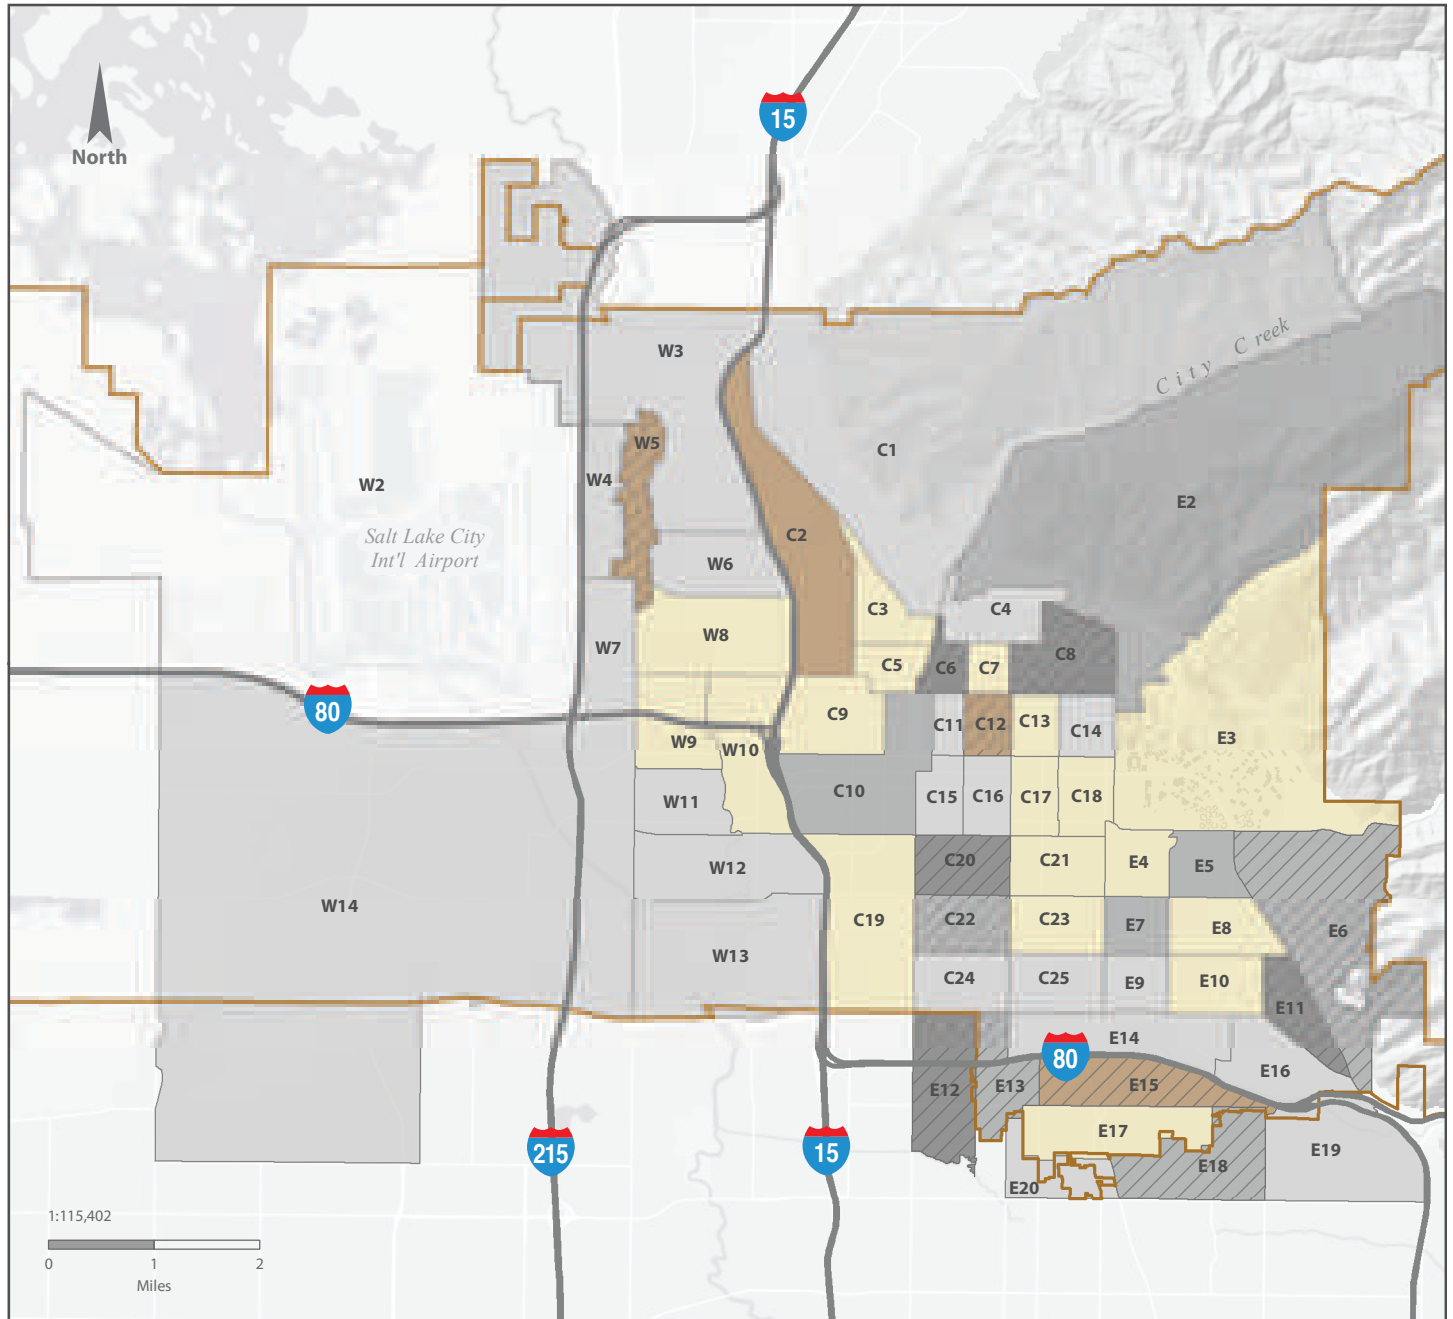 15
North
W3
City Creek
W5
C1
W4
W2
E2
Salt Lake City
Int'l Airport
C2
W6
C3
C4
W8
W7
C8
C5
C6
C7
80
C9
C11
C12
C13
C14
E3
W9
W10
C10
C15
C16
C17
C18
W11
C20
C21
E4
E5
W12
W14
C19
C22
C23
E7
E8
E6
W13
C24
C25
E9
E10
E11
E14
80
E16
E12
E13
E15
E17
215
15
E18
E19
E20
1:115,402
0 1 2
Miles